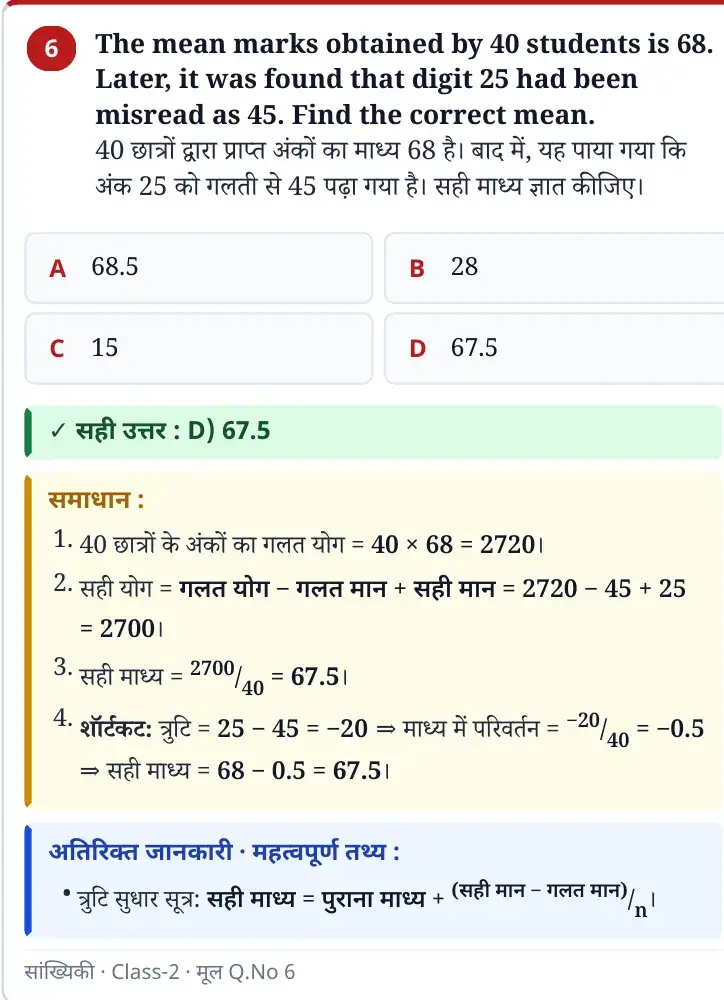 6
The mean marks obtained by 40 students is 68.
Later, it was found that digit 25 had been
misread as 45. Find the correct mean.
40 छात्रों द्वारा प्राप्त अंकों का माध्य 68 है। बाद में, यह पाया गया कि
अंक 25 को गलती से 45 पढ़ा गया है। सही माध्य ज्ञात कीजिए।
A 68.5
B 28
C 15
D 67.5
✓ सही उत्तर : D) 67.5
समाधान :
1. 40 छात्रों के अंकों का गलत योग = 40 × 68 = 2720।
2. सही योग = गलत योग − गलत मान + सही मान = 2720 − 45 + 25
= 2700।
3. सही माध्य = 2700/40 = 67.5।
4. शॉर्टकट: त्रुटि = 25 − 45 = −20 ⇒ माध्य में परिवर्तन = −20/40 = −0.5
⇒ सही माध्य = 68 − 0.5 = 67.5।
अतिरिक्त जानकारी · महत्वपूर्ण तथ्य :
• त्रुटि सुधार सूत्र: सही माध्य = पुराना माध्य + (सही मान − गलत मान)/n।
सांख्यिकी · Class-2 · मूल Q.No 6